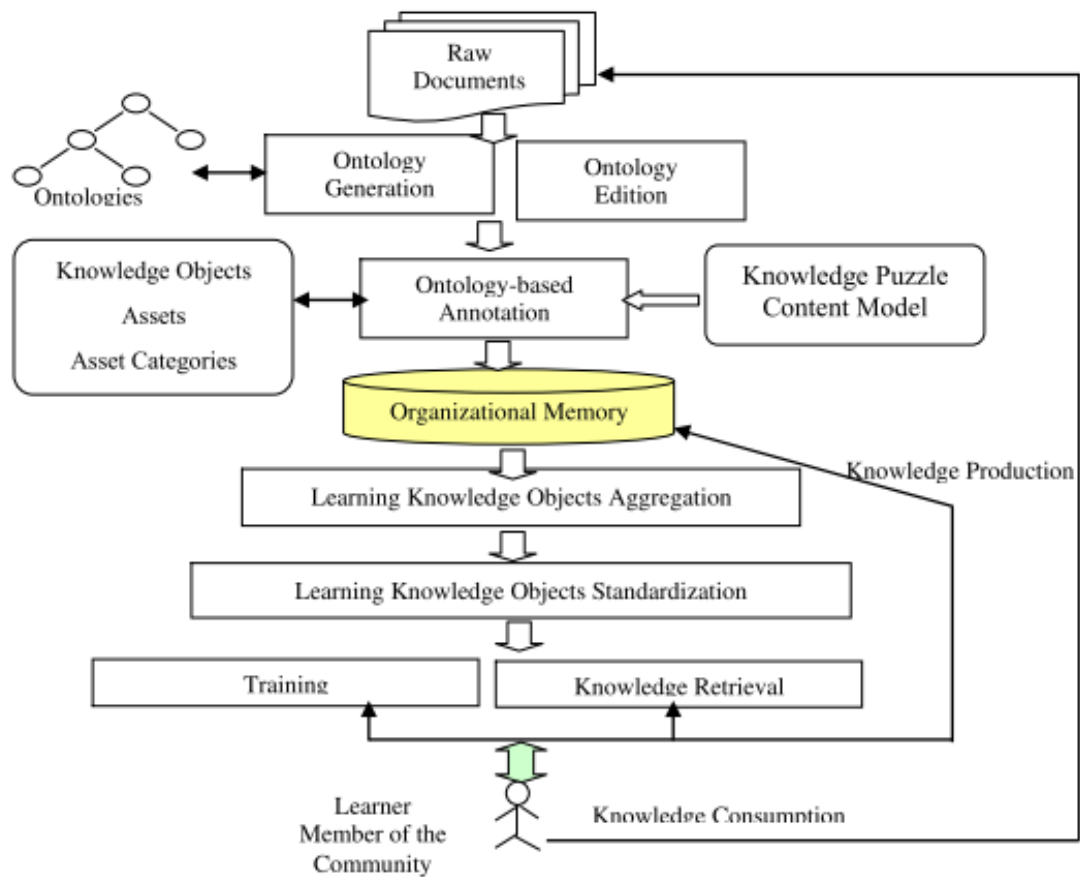 Raw
Documents
Ontology
Generation
Ontology
Edition
Ontologies
Knowledge Objects
Assets
Asset Categories
Ontology-based
Annotation
Knowledge Puzzle
Content Model
Organizational Memory
Knowledge Production
Learning Knowledge Objects Aggregation
Learning Knowledge Objects Standardization
Training
Knowledge Retrieval
Learner
Member of the
Community
Knowledge Consumption